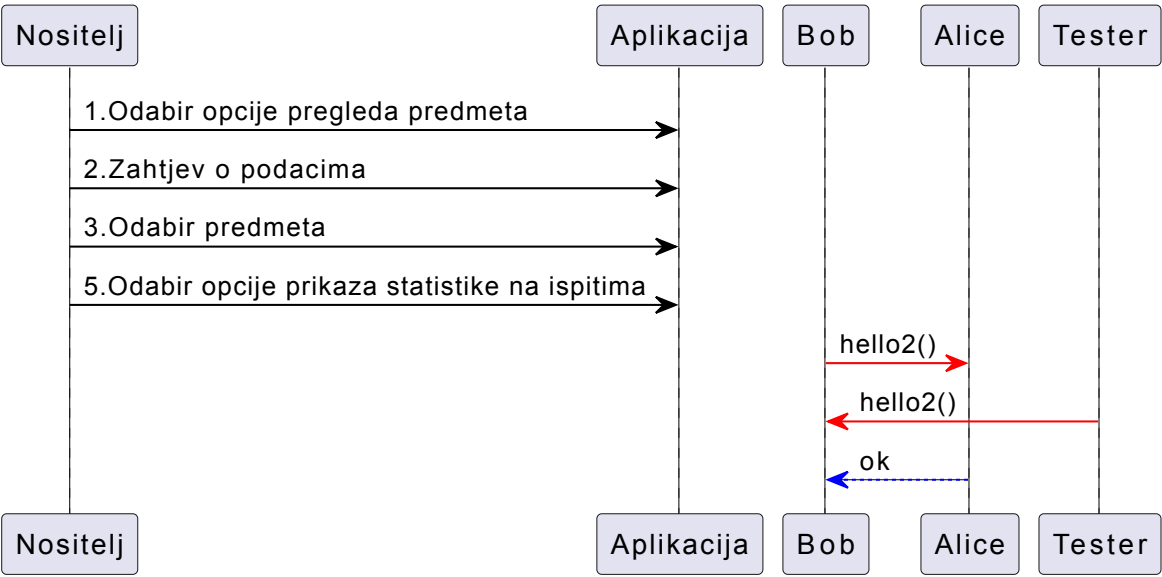 Nositelj
Aplikacija
Bob
Alice
Tester
1.Odabir opcije pregleda predmeta
2.Zahtjev o podacima
3.Odabir predmeta
5.Odabir opcije prikaza statistike na ispitima
hello2()
hello2()
ok
Nositelj
Aplikacija
Bob
Alice
Tester